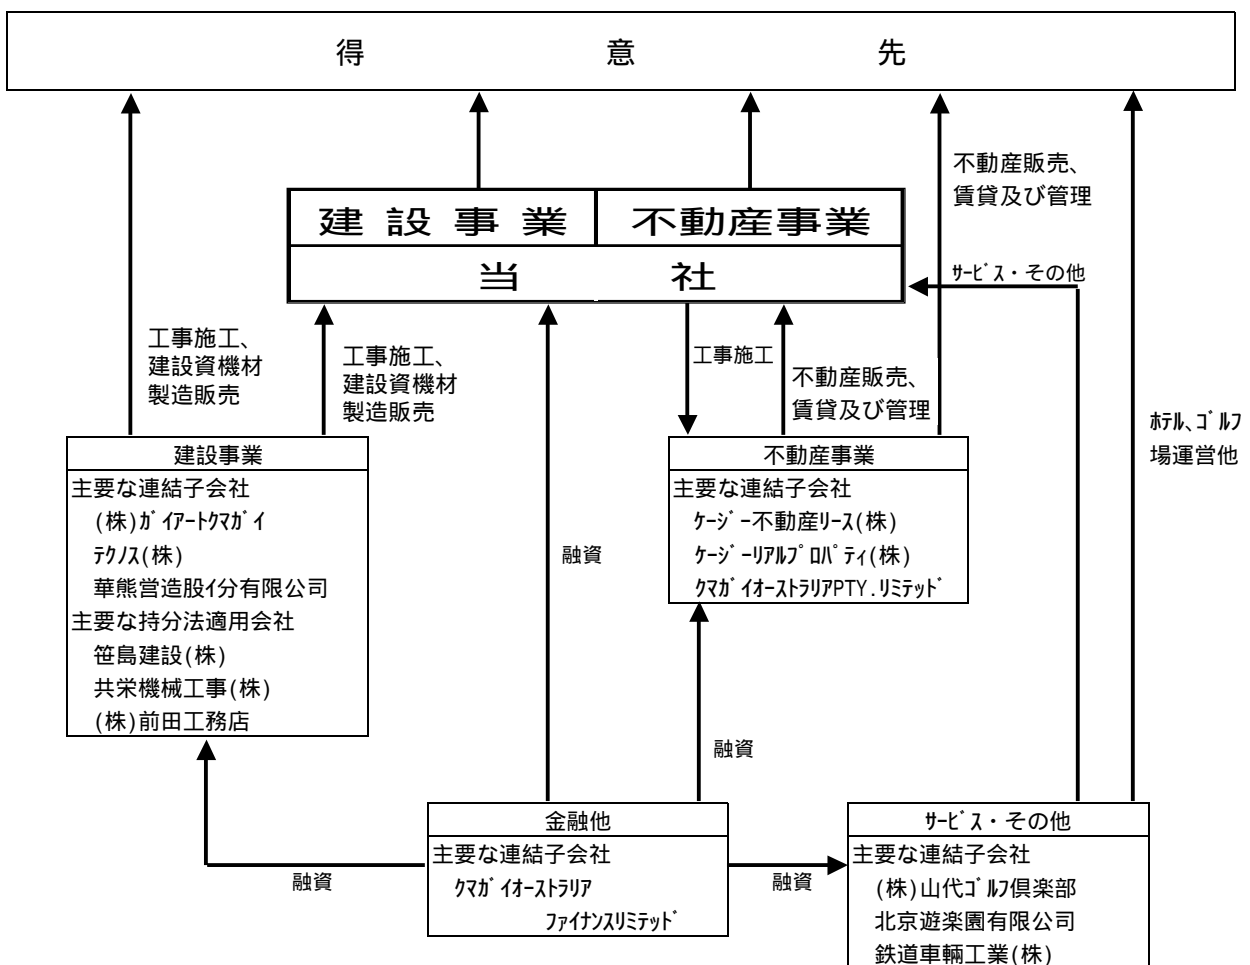 得意先
不動産販売、
賃貸及び管理
建設事業
不動産事業
当社
ｻｰﾋﾞｽ・その他
工事施工、
建設資機材
製造販売
工事施工、
建設資機材
製造販売
工事施工
不動産販売、
賃貸及び管理
ﾎﾃﾙ､ｺﾞﾙﾌ
場運営他
建設事業
主要な連結子会社
(株)ｶﾞｲｱｰﾄｸﾏｶﾞｲ
ﾃｸﾉｽ(株)
華熊営造股ｲ分有限公司
主要な持分法適用会社
笹島建設(株)
共栄機械工事(株)
(株)前田工務店
融資
不動産事業
主要な連結子会社
ｹｰｼﾞｰ不動産ﾘｰｽ(株)
ｹｰｼﾞｰﾘｱﾙﾌﾟﾛﾊﾟﾃｨ(株)
ｸﾏｶﾞｲｵｰｽﾄﾗﾘｱPTY.ﾘﾐﾃｯﾄﾞ
融資
融資
金融他
主要な連結子会社
ｸﾏｶﾞｲｵｰｽﾄﾗﾘｱ
ﾌｧｲﾅﾝｽﾘﾐﾃｯﾄﾞ
融資
ｻｰﾋﾞｽ・その他
主要な連結子会社
(株)山代ｺﾞﾙﾌ倶楽部
北京遊楽園有限公司
鉄道車輛工業(株)